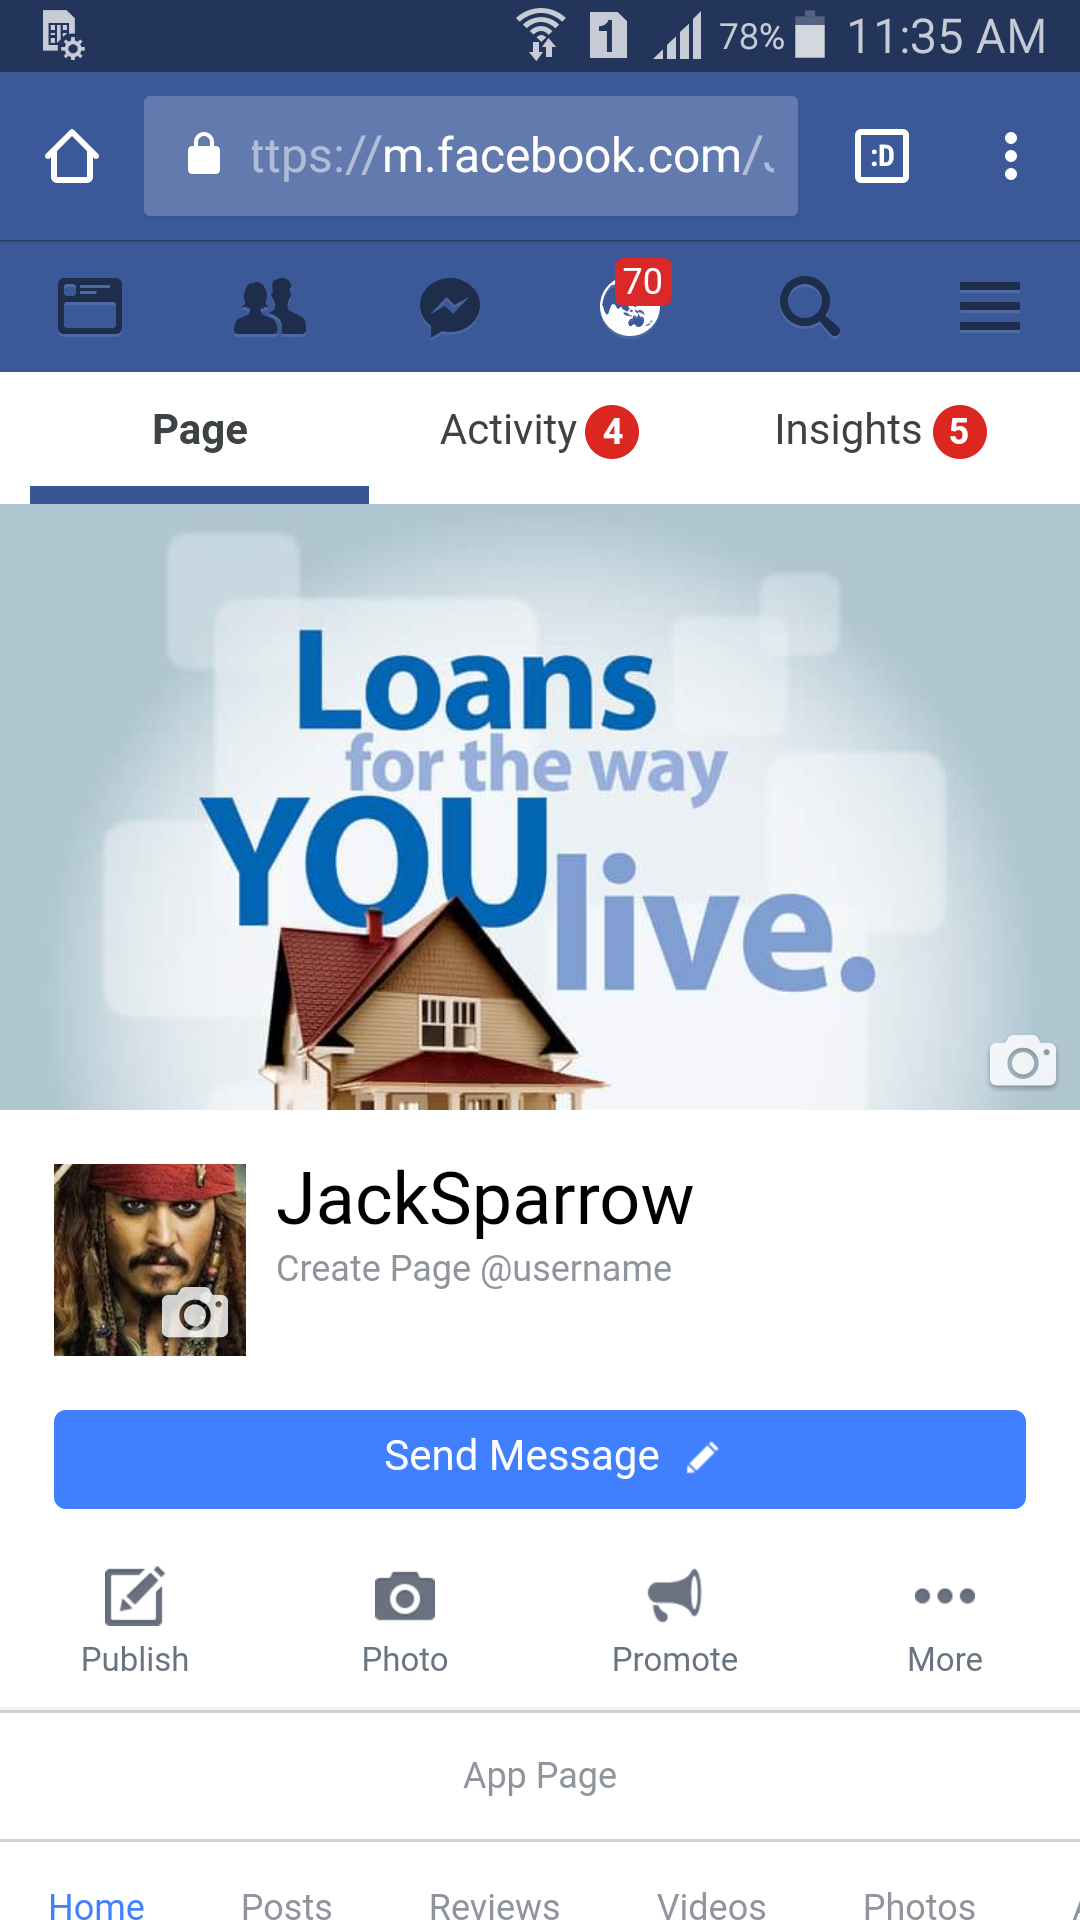 1 78% 11:35 AM
ttps://m.facebook.com/ :D
70
Page Activity 4 Insights 5
Loans
for the way
YOU
live.
JackSparrow
Create Page @username
Send Message
Publish Photo Promote More
App Page
Home Posts Reviews Videos Photos